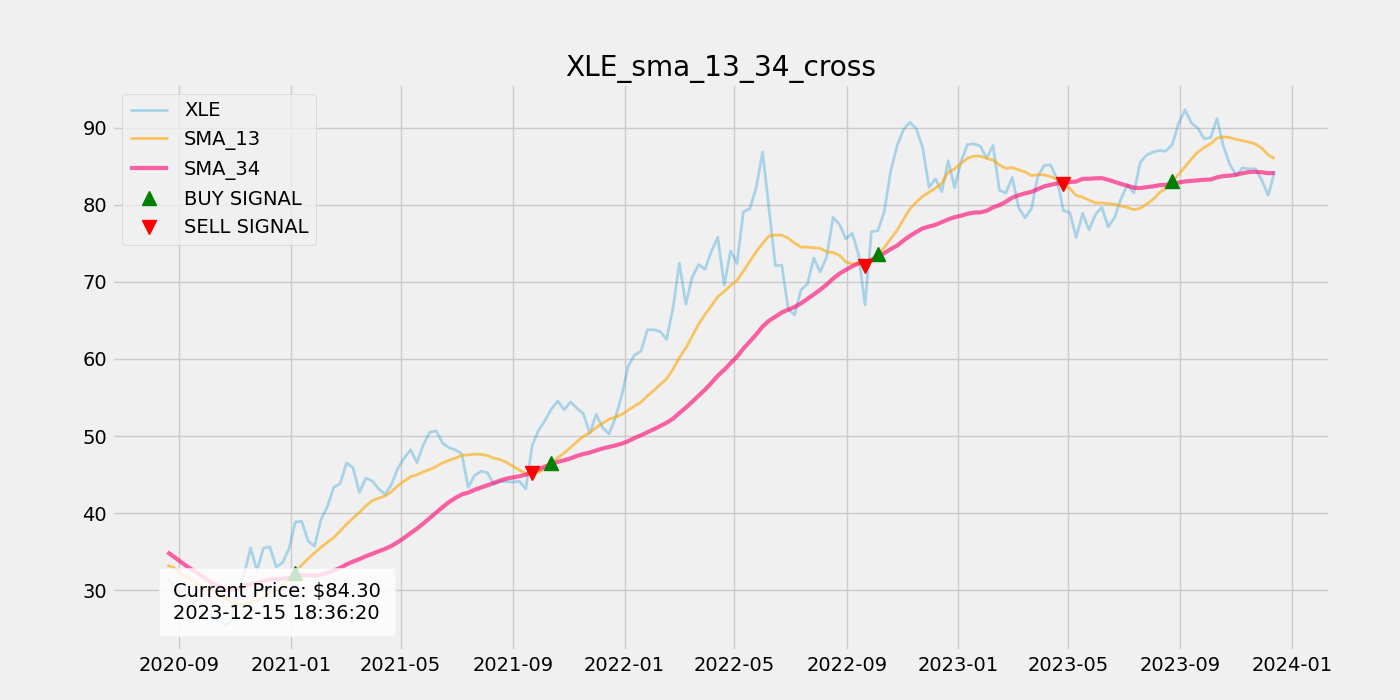 XLE_sma_13_34_cross
XLE
SMA_13
SMA_34
BUY SIGNAL
SELL SIGNAL
90
80
70
60
50
40
30
Current Price: $84.30
2023-12-15 18:36:20
2020-09 2021-01 2021-05 2021-09 2022-01 2022-05 2022-09 2023-01 2023-05 2023-09 2024-01